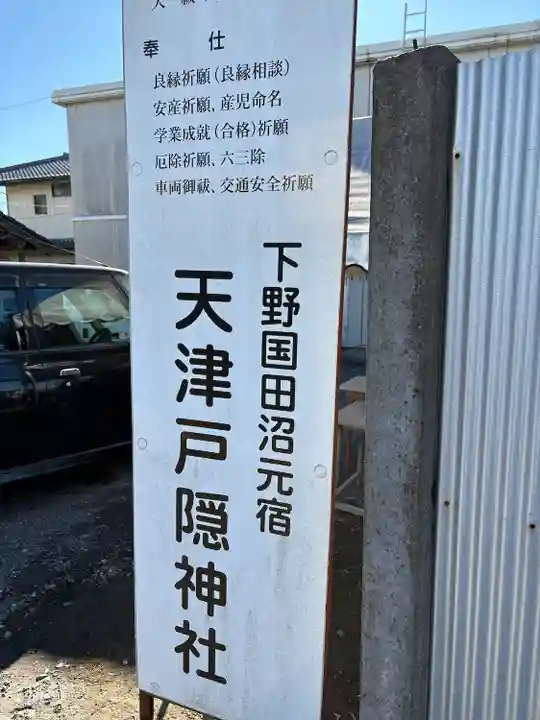 奉仕
良縁祈願(良縁相談)
安産祈願、産児命名
学業成就(合格)祈願
厄除祈願、六三除
車両御祓、交通安全祈願
下野国田沼元宿
天津戸隠神社